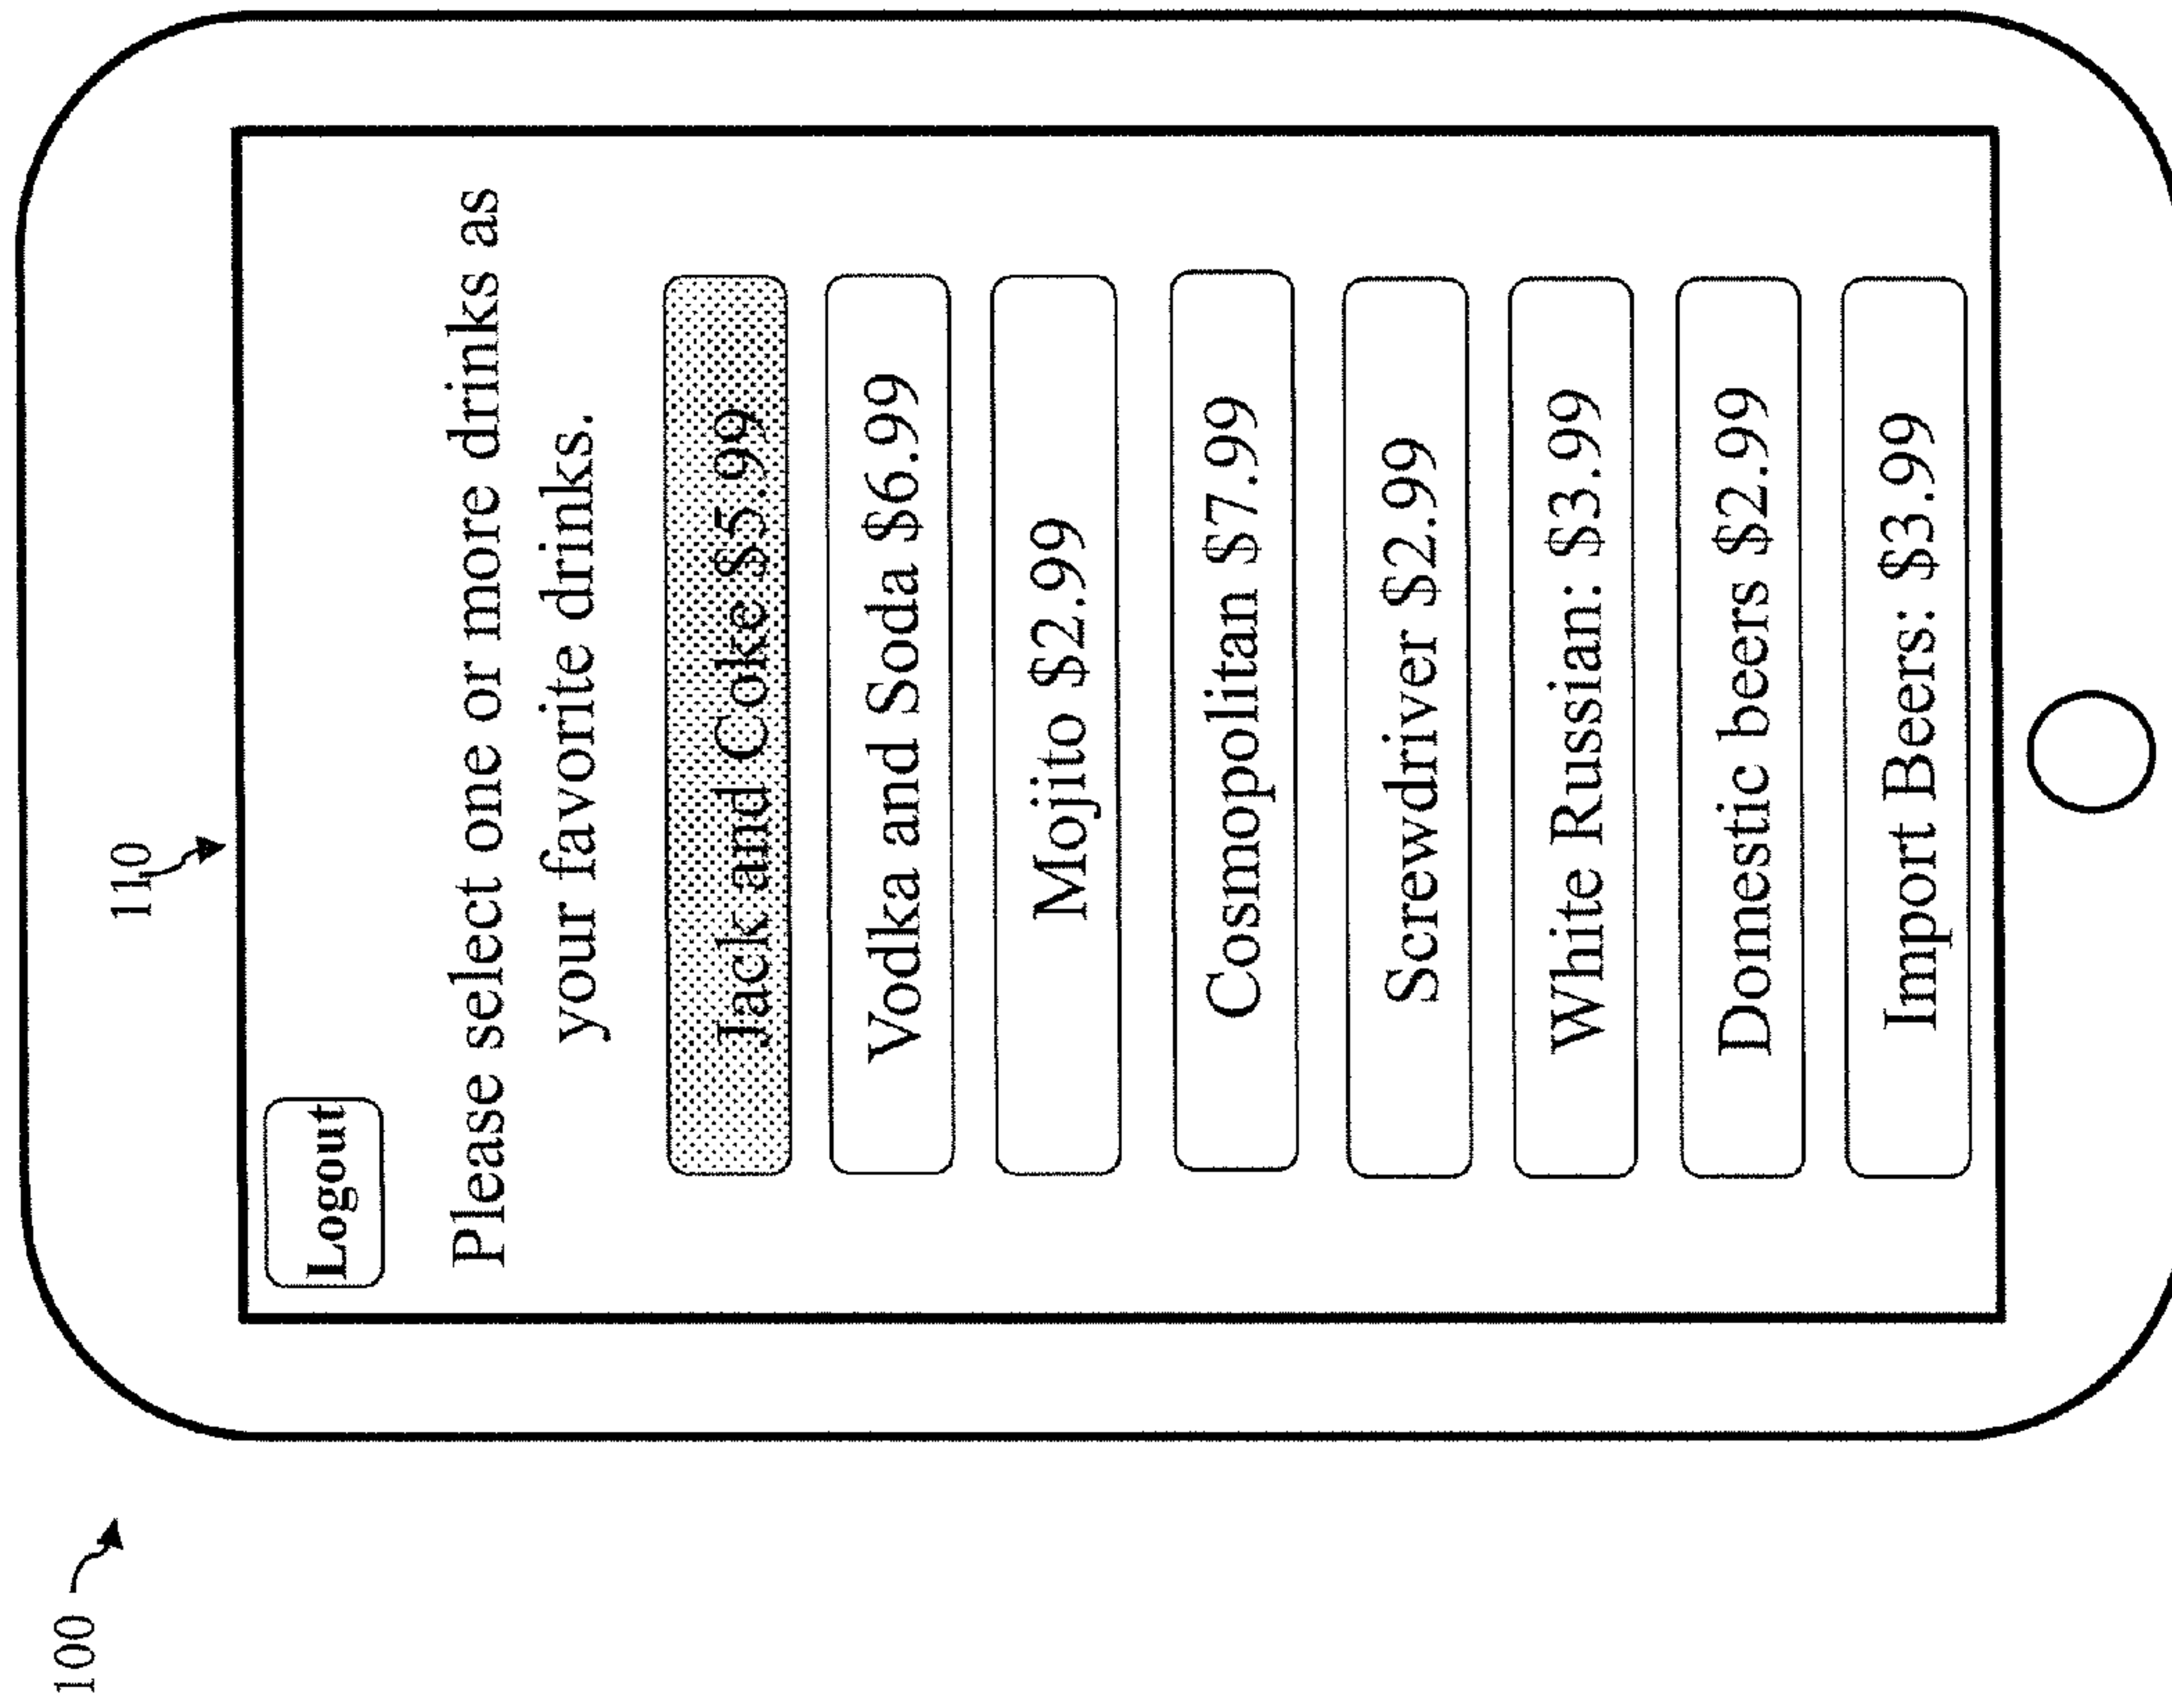 100
110
Logout
Please select one or more drinks as
your favorite drinks.
Jack and Coke $5.99
Vodka and Soda $6.99
Mojito $2.99
Cosmopolitan $7.99
Screwdriver $2.99
White Russian: $3.99
Domestic beers $2.99
Import Beers: $3.99